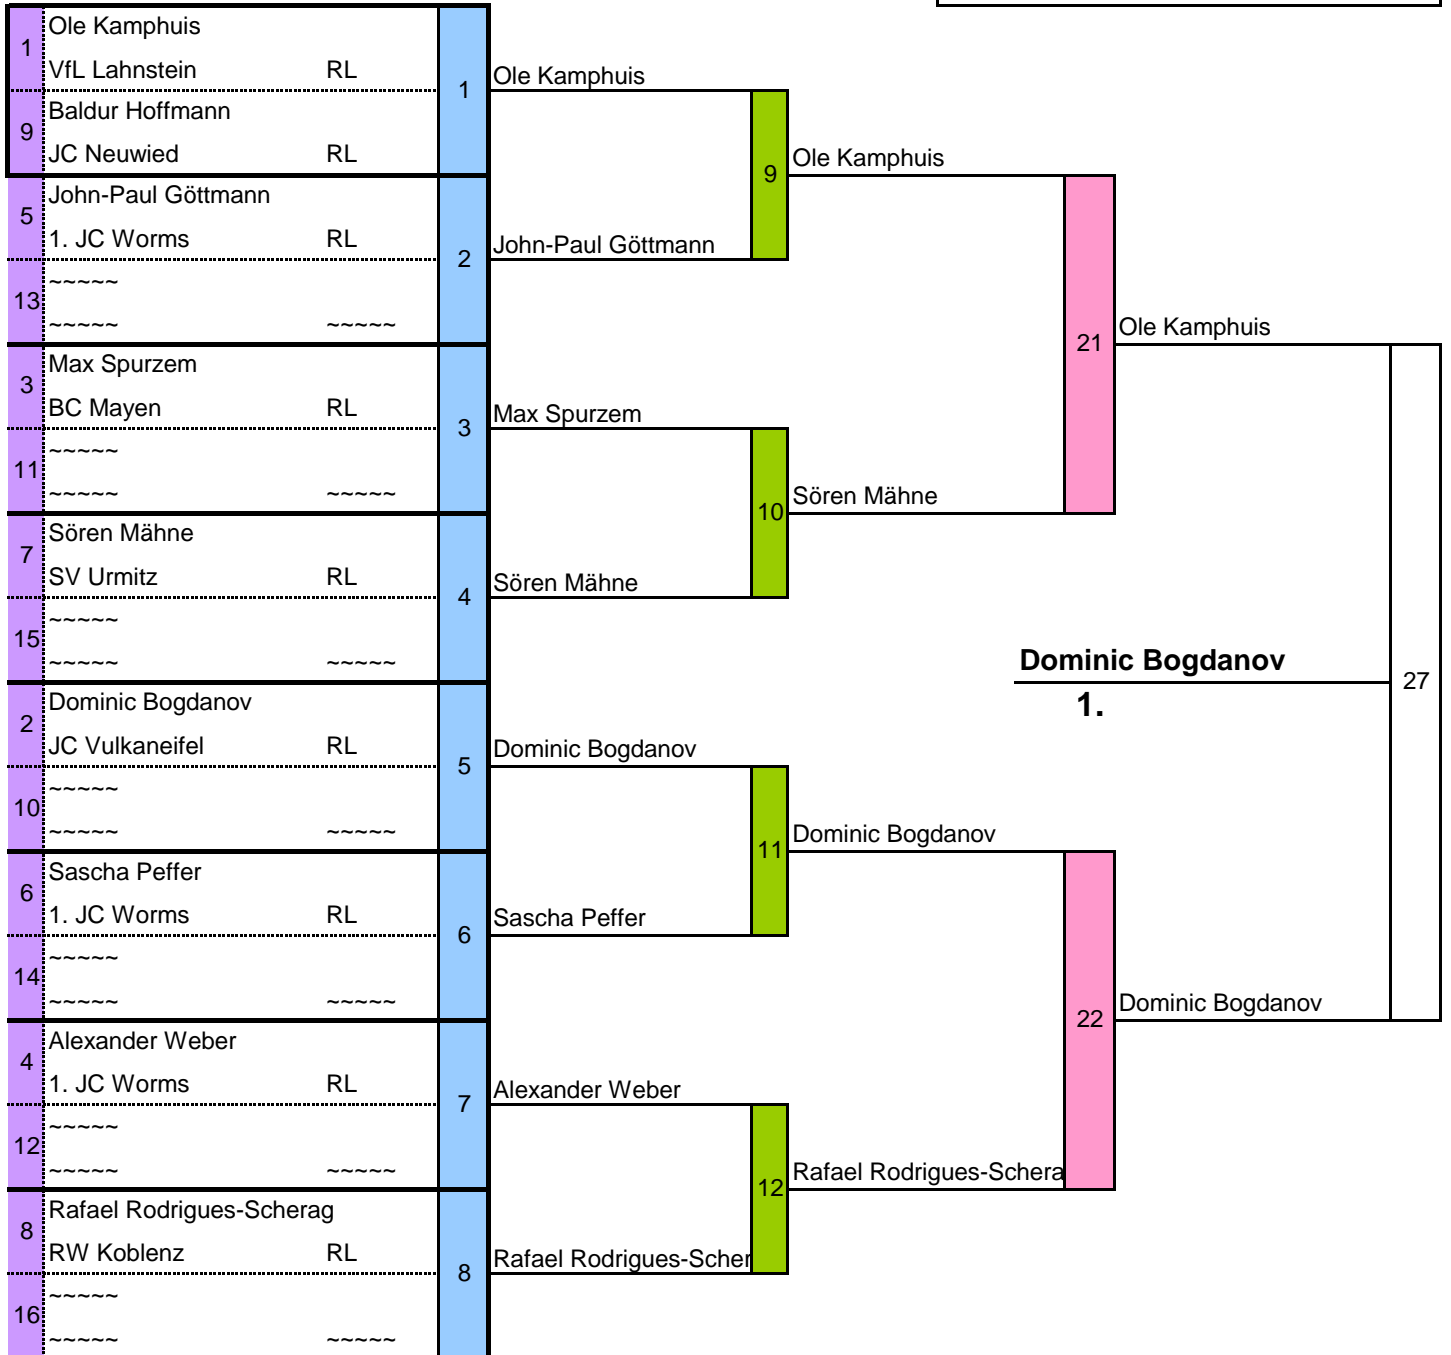 1
Ole Kamphuis
VfL Lahnstein RL
9
Baldur Hoffmann
JC Neuwied RL
1
5
John-Paul Göttmann
1. JC Worms RL
13
~~~~~
~~~~~ ~~~~~
2
3
Max Spurzem
BC Mayen RL
11
~~~~~
~~~~~ ~~~~~
3
7
Sören Mähne
SV Urmitz RL
15
~~~~~
~~~~~ ~~~~~
4
2
Dominic Bogdanov
JC Vulkaneifel RL
10
~~~~~
~~~~~ ~~~~~
5
6
Sascha Peffer
1. JC Worms RL
14
~~~~~
~~~~~ ~~~~~
6
4
Alexander Weber
1. JC Worms RL
12
~~~~~
~~~~~ ~~~~~
7
8
Rafael Rodrigues-Scherag
RW Koblenz RL
16
~~~~~
~~~~~ ~~~~~
8
Ole Kamphuis
John-Paul Göttmann
9
Max Spurzem
Sören Mähne
10
Dominic Bogdanov
Sascha Peffer
11
Alexander Weber
Rafael Rodrigues-Scher
12
Ole Kamphuis
Sören Mähne
21
Dominic Bogdanov
Rafael Rodrigues-Schera
22
Ole Kamphuis
Dominic Bogdanov
27
Dominic Bogdanov
1.